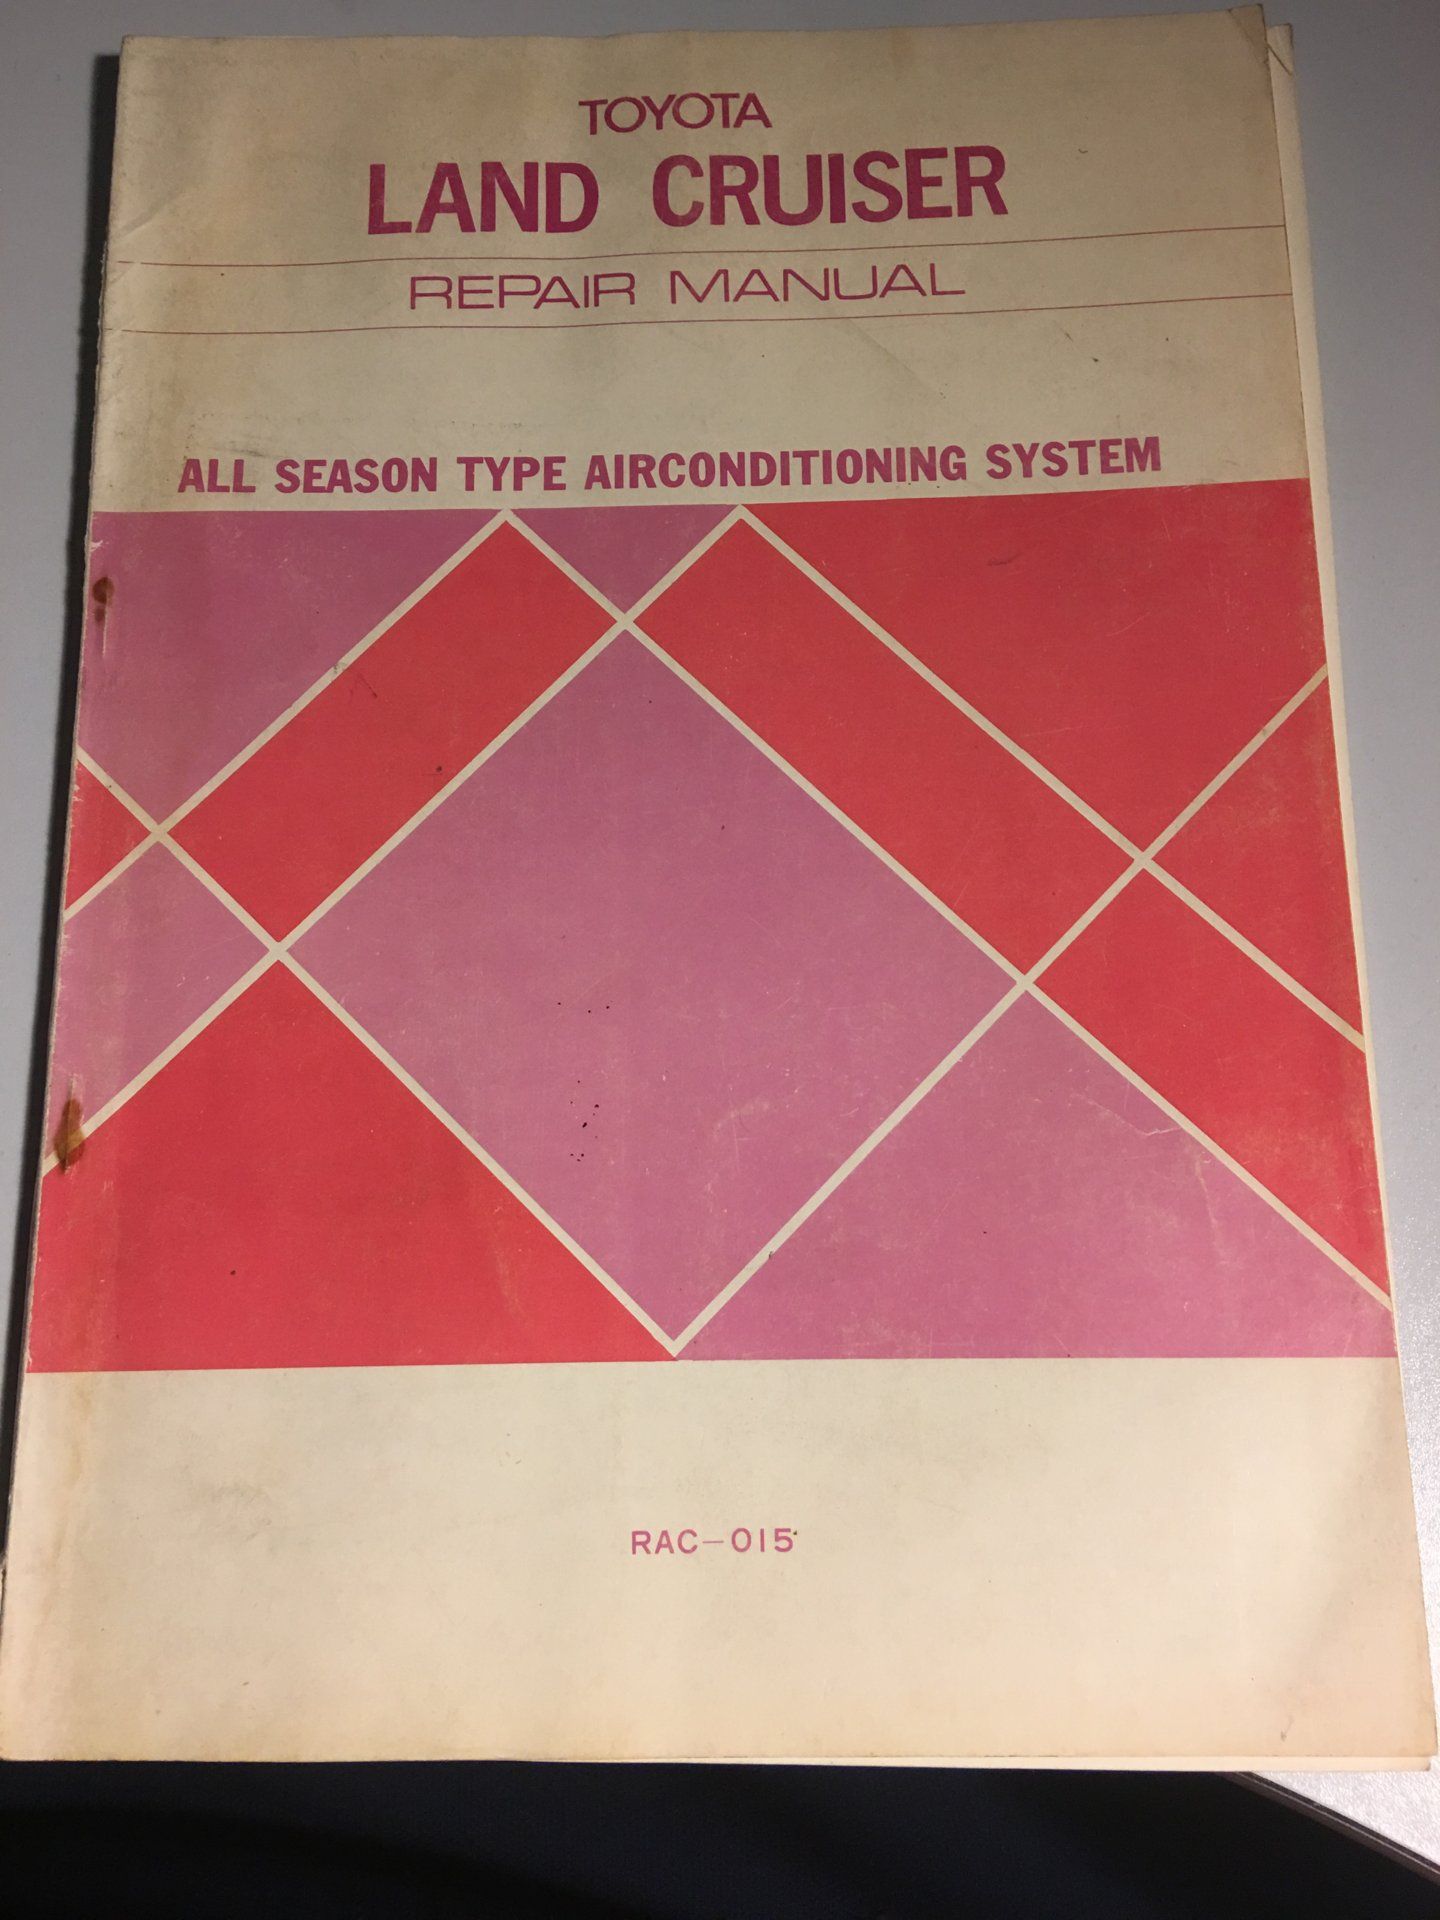 TOYOTA
LAND CRUISER
REPAIR MANUAL
ALL SEASON TYPE AIRCONDITIONING SYSTEM
RAC-015